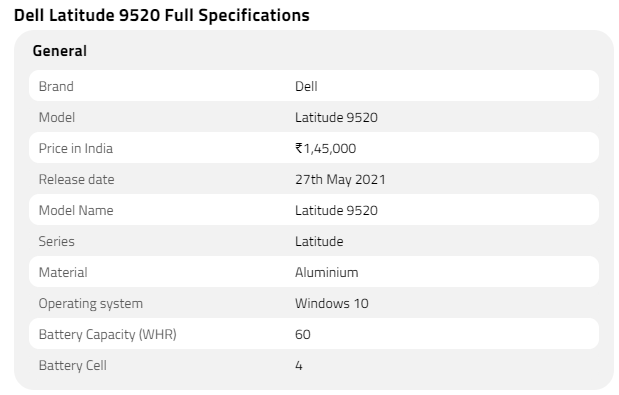 Dell Latitude 9520 Full Specifications
General
Brand Dell
Model Latitude 9520
Price in India ₹1,45,000
Release date 27th May 2021
Model Name Latitude 9520
Series Latitude
Material Aluminium
Operating system Windows 10
Battery Capacity (WHR) 60
Battery Cell 4